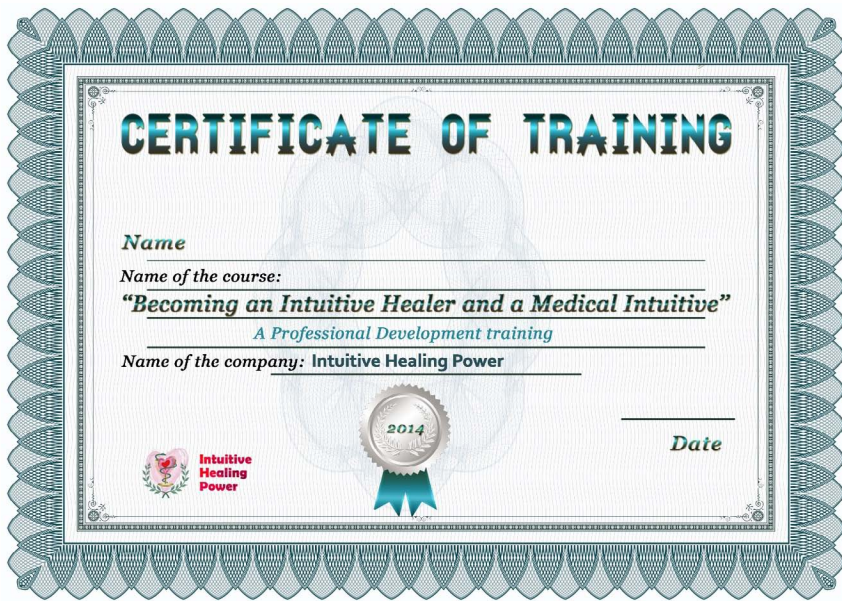 CERTIFICATE OF TRAINING
Name
Name of the course:
“Becoming an Intuitive Healer and a Medical Intuitive”
A Professional Development training
Name of the company: Intuitive Healing Power
2014
Date
Intuitive
Healing
Power